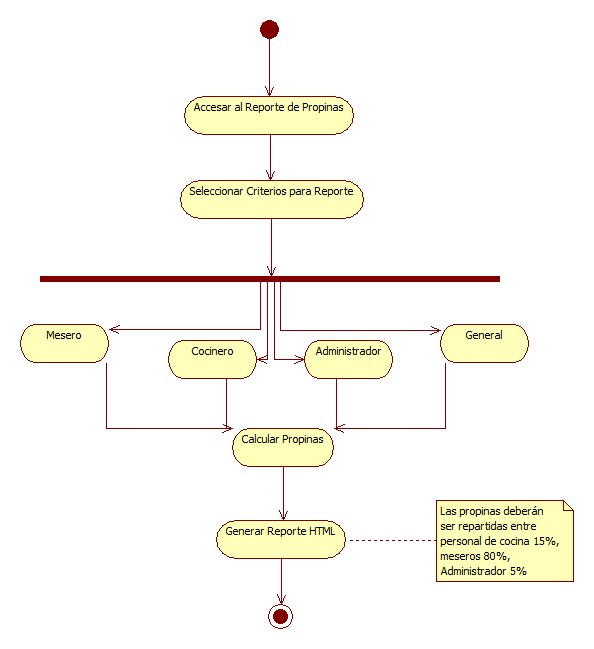 Accesar al Reporte de Propinas
Seleccionar Criterios para Reporte
Mesero
Cocinero
Administrador
General
Calcular Propinas
Generar Reporte HTML
Las propinas deberán
ser repartidas entre
personal de cocina 15%,
meseros 80%,
Administrador 5%